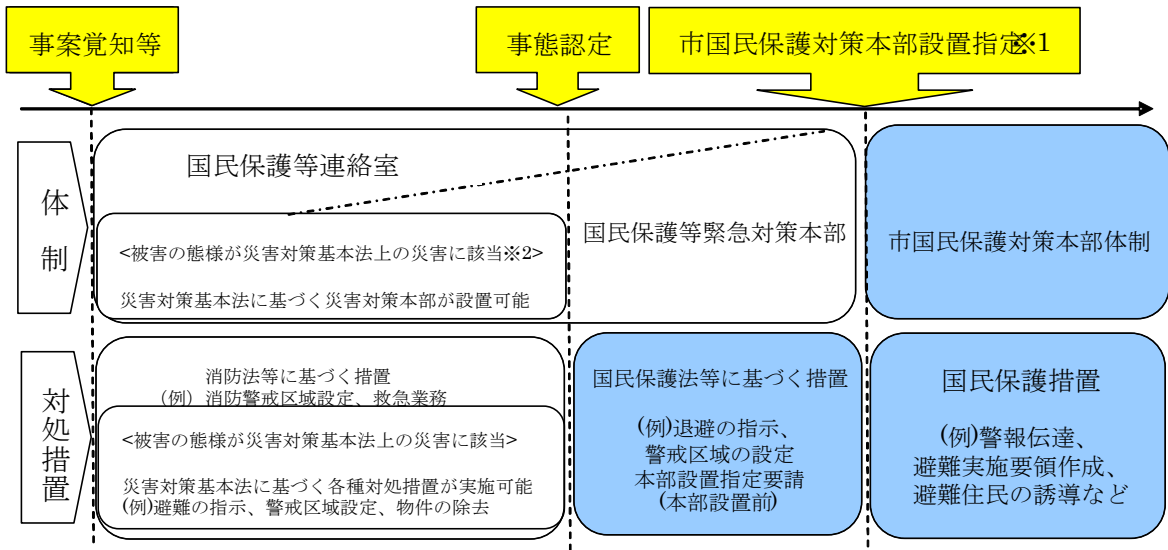 事案覚知等
事態認定
市国民保護対策本部設置指定※1
体制
国民保護等連絡室
<被害の態様が災害対策基本法上の災害に該当※2>
災害対策基本法に基づく災害対策本部が設置可能
国民保護等緊急対策本部
市国民保護対策本部体制
対処措置
消防法等に基づく措置
（例）消防警戒区域設定、救急業務
<被害の態様が災害対策基本法上の災害に該当>
災害対策基本法に基づく各種対処措置が実施可能
(例)避難の指示、警戒区域設定、物件の除去
国民保護法等に基づく措置
(例)退避の指示、
警戒区域の設定
本部設置指定要請
(本部設置前)
国民保護措置
(例)警報伝達、
避難実施要領作成、
避難住民の誘導など